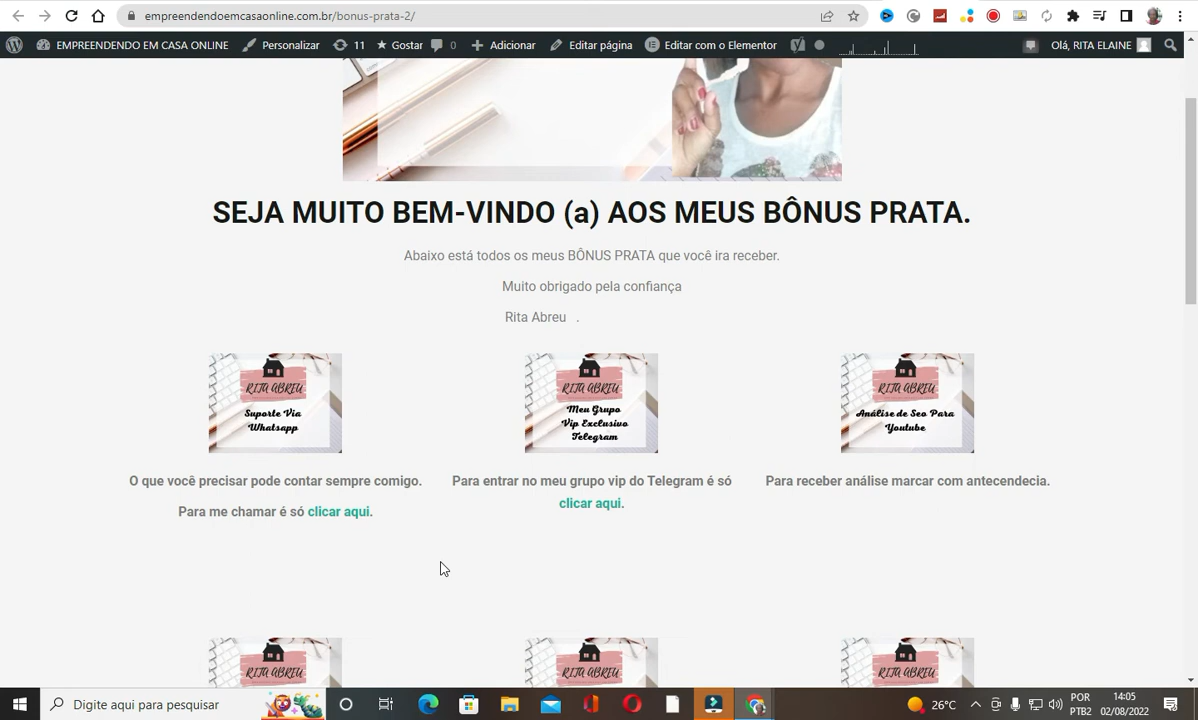 empreendendoemcasaonline.com.br/bonus-prata-2/
EMPREENDENDO EM CASA ONLINE
Personalizar
11
Gostar
0
Adicionar
Editar página
Editar com o Elementor
Olá, RITA ELAINE
SEJA MUITO BEM-VINDO (a) AOS MEUS BÔNUS PRATA.
Abaixo está todos os meus BÔNUS PRATA que você ira receber.
Muito obrigado pela confiança
Rita Abreu .
RITA ABREU
Suporte Via
Whatsapp
RITA ABREU
Meu Grupo
Vip Exclusivo
Telegram
RITA ABREU
Análise de Seo Para
Youtube
O que você precisar pode contar sempre comigo.
Para me chamar é só clicar aqui.
Para entrar no meu grupo vip do Telegram é só
clicar aqui.
Para receber análise marcar com antecendecia.
RITA ABREU
RITA ABREU
RITA ABREU
Digite aqui para pesquisar
26°C
POR
PTB2
14:05
02/08/2022